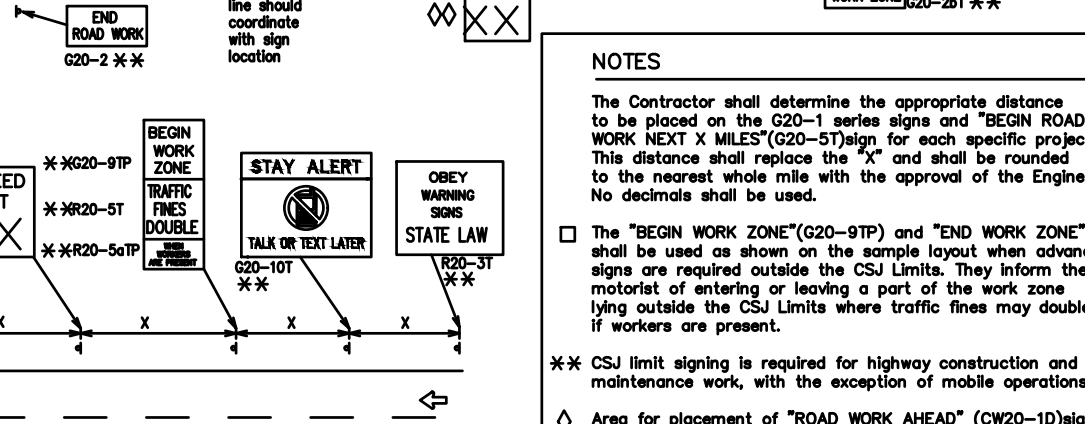 END
ROAD WORK
G20-2 **
line should
coordinate
with sign
location
XX
G20-2bT **
BEGIN
WORK
ZONE
TRAFFIC
FINES
DOUBLE
WHEN
WORKERS
ARE PRESENT
**G20-9TP
**R20-5T
**R20-5aTP
STAY ALERT
TALK OR TEXT LATER
G20-10T
**
OBEY
WARNING
SIGNS
STATE LAW
R20-3T
**
X
X
X
X
NOTES
The Contractor shall determine the appropriate distance
to be placed on the G20-1 series signs and "BEGIN ROAD
WORK NEXT X MILES"(G20-5T)sign for each specific projec
This distance shall replace the "X" and shall be rounded
to the nearest whole mile with the approval of the Engine
No decimals shall be used.
The "BEGIN WORK ZONE"(G20-9TP) and "END WORK ZONE"
shall be used as shown on the sample layout when advanc
signs are required outside the CSJ Limits. They inform the
motorist of entering or leaving a part of the work zone
lying outside the CSJ Limits where traffic fines may double
if workers are present.
** CSJ limit signing is required for highway construction and
maintenance work, with the exception of mobile operations
Area for placement of "ROAD WORK AHEAD" (CW20-1D)sig